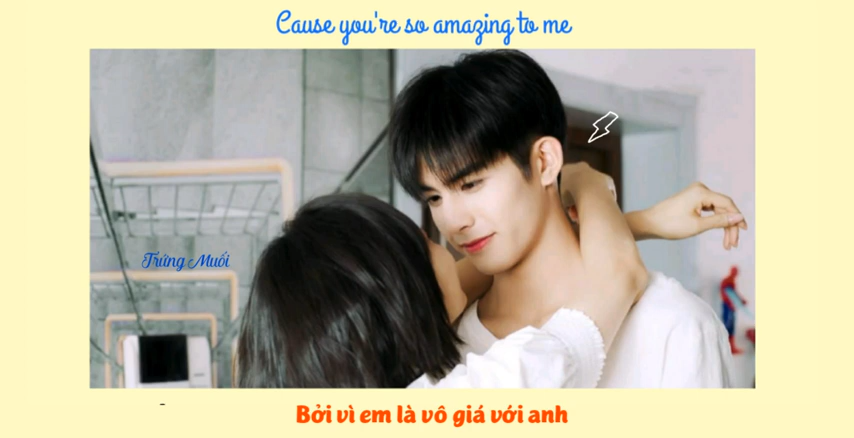 Cause you're so amazing to me
Trứng Muối
Bởi vì em là vô giá với anh